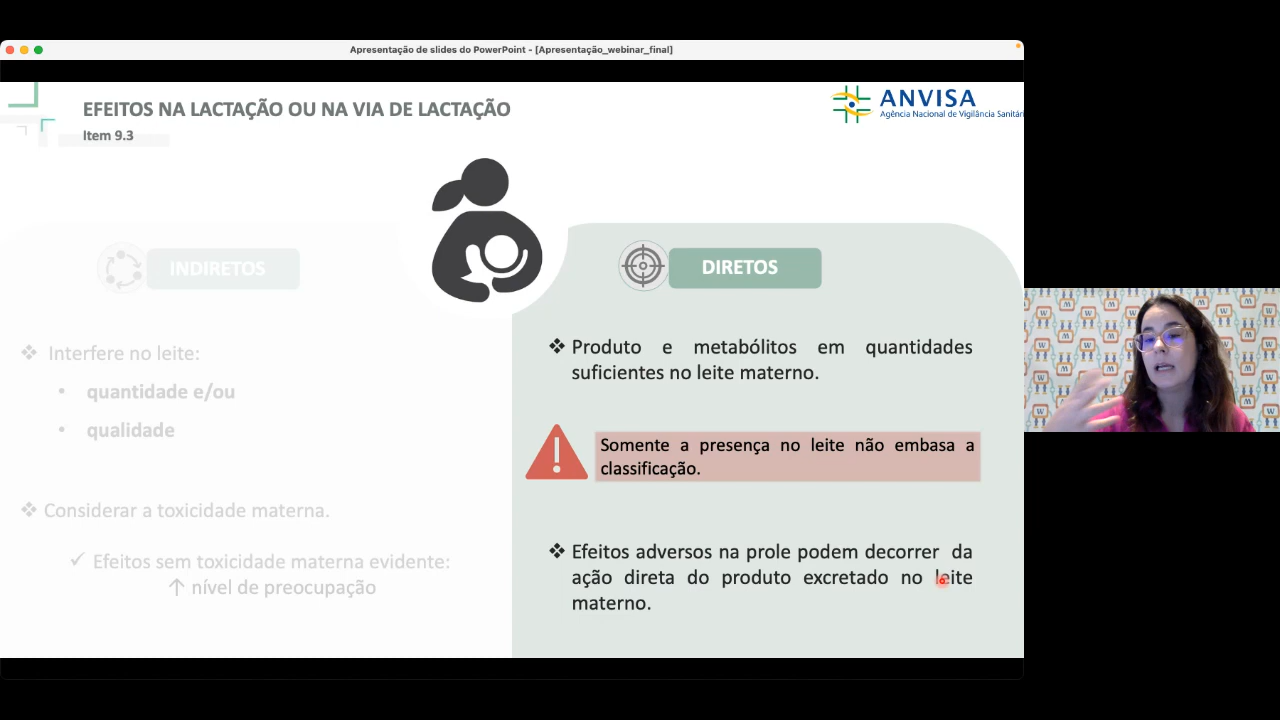 Apresentação de slides do PowerPoint - [Apresentação_webinar_final]
EFEITOS NA LACTAÇÃO OU NA VIA DE LACTAÇÃO
Item 9.3
ANVISA
Agência Nacional de Vigilância Sanitári
INDIRETOS
❖ Interfere no leite:
• quantidade e/ou
• qualidade
❖ Considerar a toxicidade materna.
✓ Efeitos sem toxicidade materna evidente:
↑ nível de preocupação
DIRETOS
❖ Produto e metabólitos em quantidades
suficientes no leite materno.
Somente a presença no leite não embasa a
classificação.
❖ Efeitos adversos na prole podem decorrer da
ação direta do produto excretado no leite
materno.